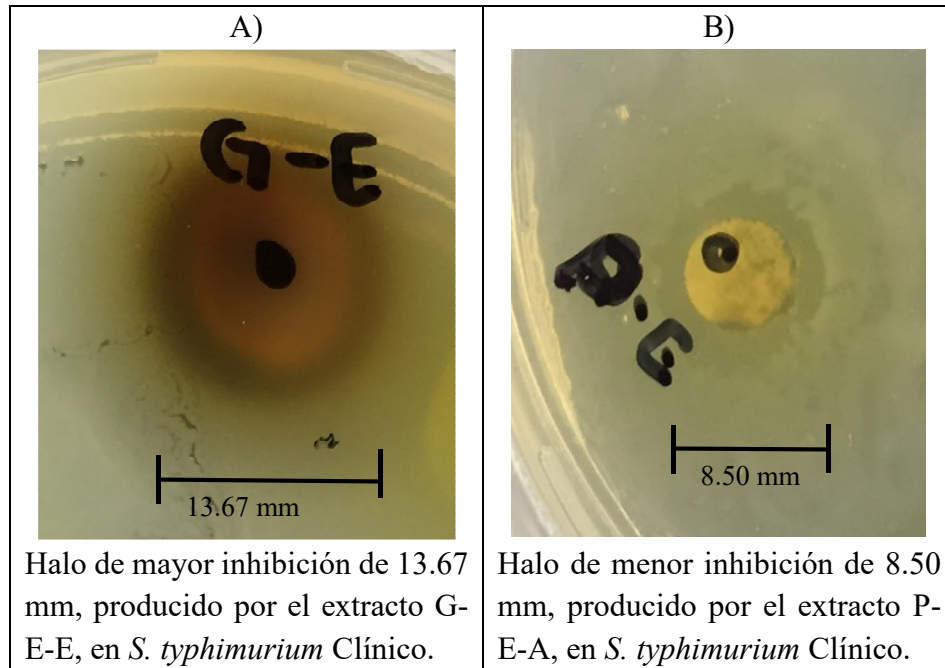 A)
G-E
13.67 mm
Halo de mayor inhibición de 13.67
mm, producido por el extracto G-
E-E, en S. typhimurium Clínico.
B)
8.50 mm
Halo de menor inhibición de 8.50
mm, producido por el extracto P-
E-A, en S. typhimurium Clínico.